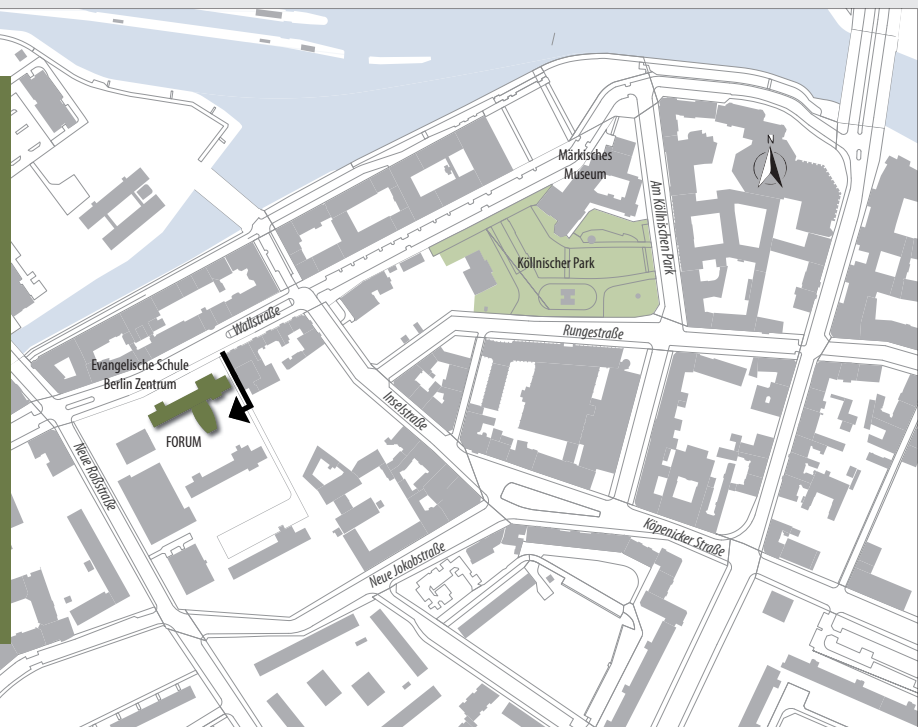 N
Märkisches
Museum
Am Köllnischen Park
Köllnischer Park
Wallstraße
Rungestraße
Evangelische Schule
Berlin Zentrum
Inselstraße
FORUM
Neue Roßstraße
Köpenicker Straße
Neue Jokobstraße